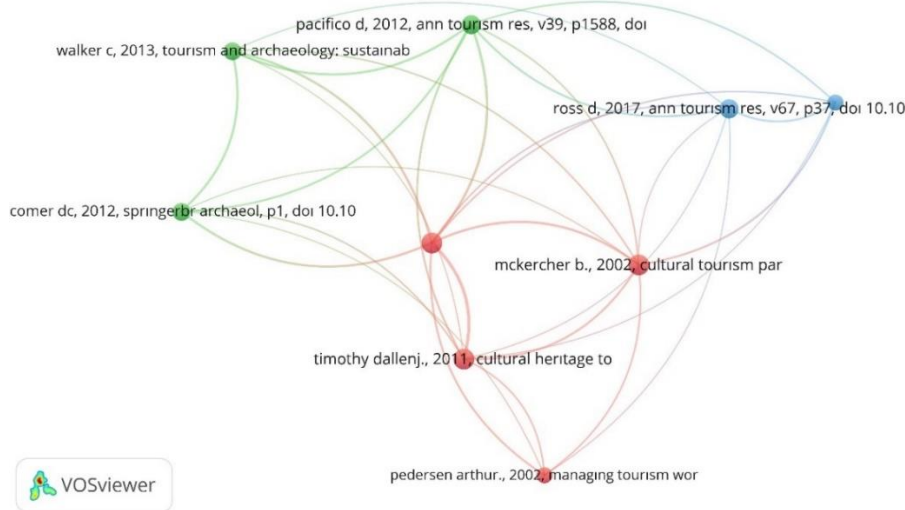 pacifico d, 2012, ann tourism res, v39, p1588, doi
walker c, 2013, tourism and archaeology: sustainab
ross d, 2017, ann tourism res, v67, p37, doi 10.10
comer dc, 2012, springerbr archaeol, p1, doi 10.10
mckercher b., 2002, cultural tourism par
timothy dallenj., 2011, cultural heritage to
pedersen arthur., 2002, managing tourism wor
VOSviewer